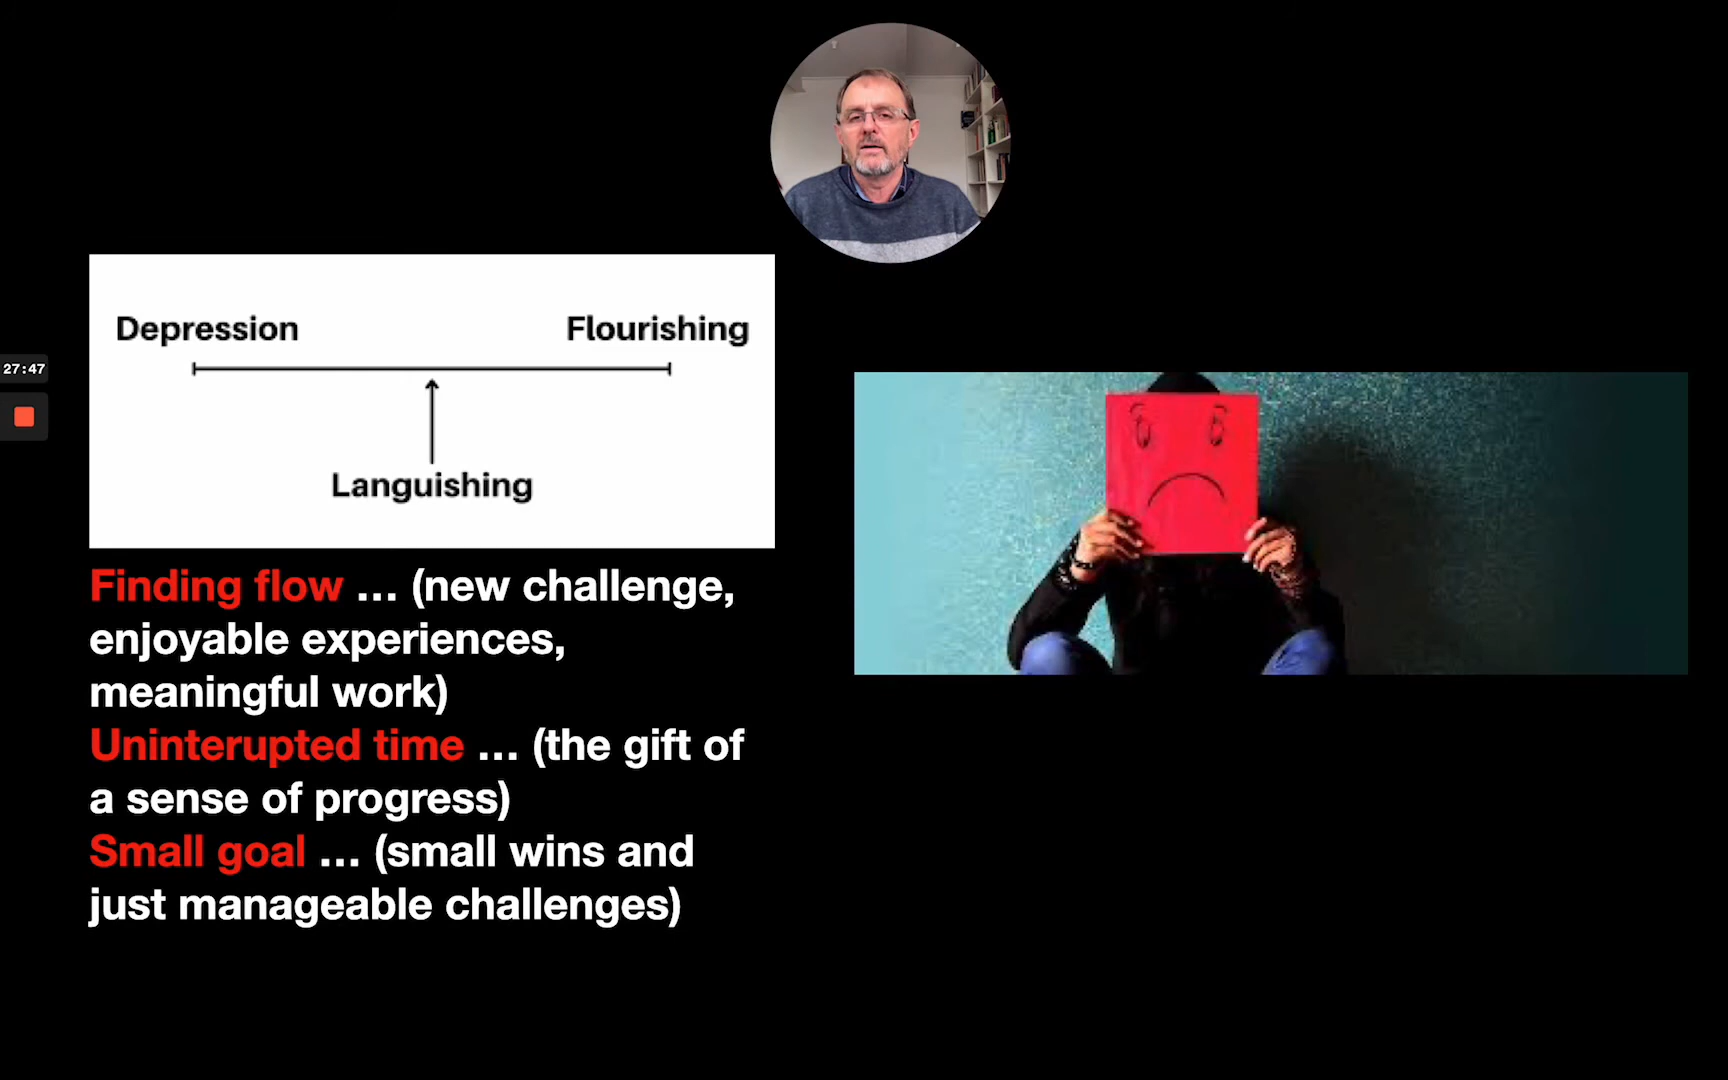 Depression
Flourishing
Languishing
27:47
Finding flow ... (new challenge,
enjoyable experiences,
meaningful work)
Uninterupted time ... (the gift of
a sense of progress)
Small goal ... (small wins and
just manageable challenges)